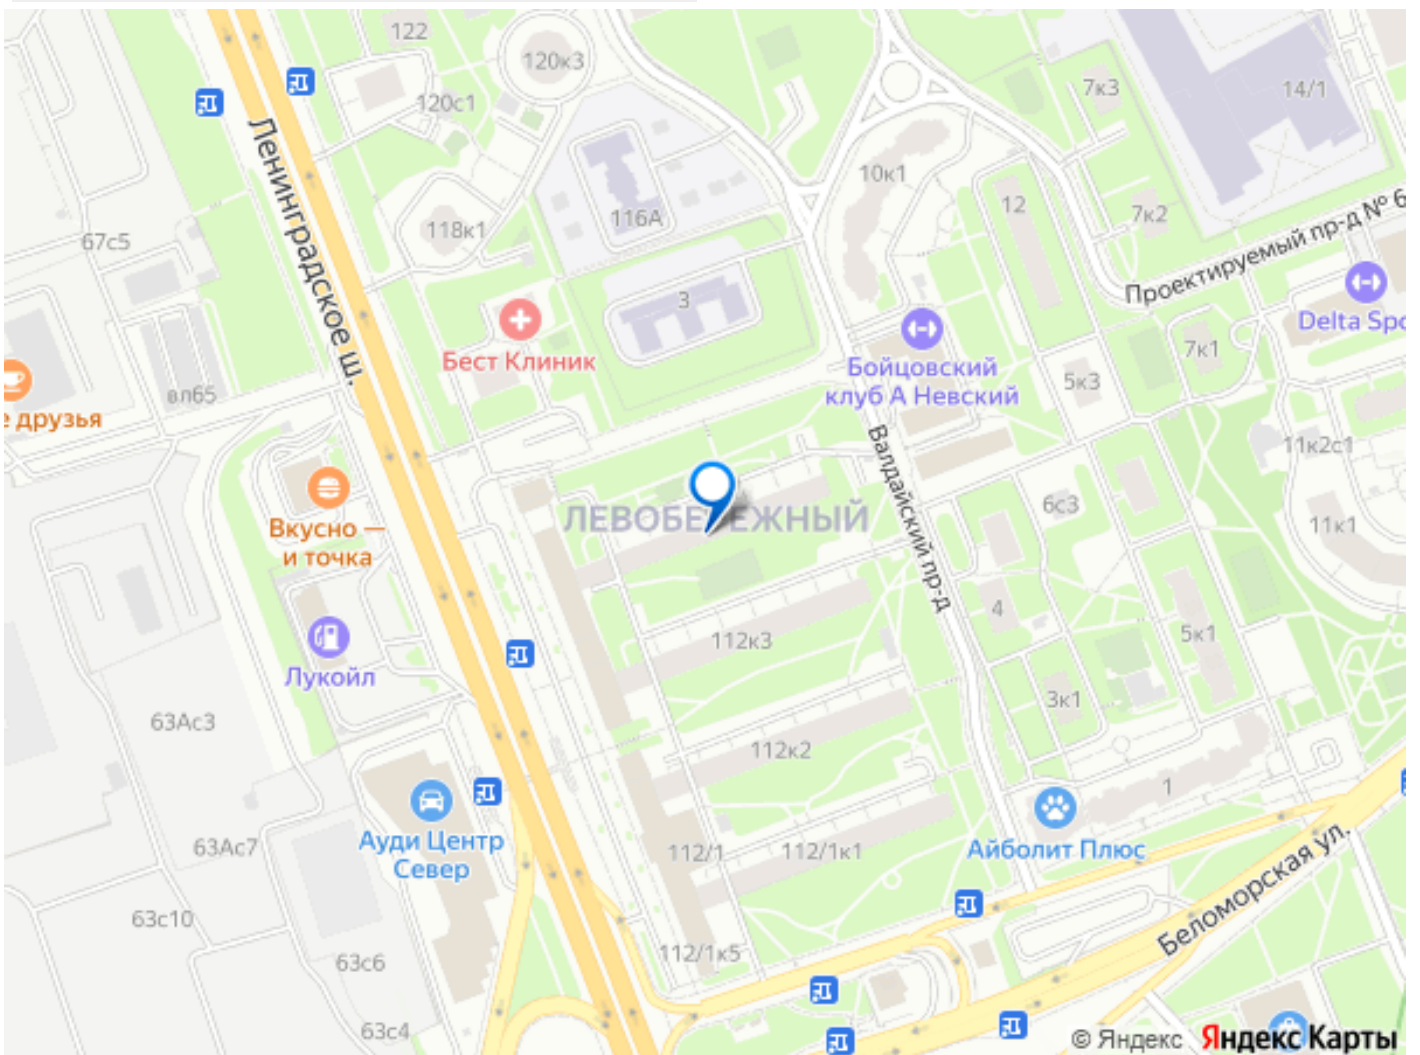 122
120к3
120с1
7к3
14/1
Ленинградское ш.
10к1
12
116А
118к1
7к2
67с5
Проектируемый пр-д № 6
3
Delta Spo
Бест Клиник
7к1
Бойцовский
клуб А Невский
5к3
вл65
е друзья
Валдайский пр-д
11к2с1
Вкусно —
и точка
6с3
11к1
4
112к3
5к1
Лукойл
3к1
63Ас3
112к2
1
Ауди Центр
Север
63Ас7
112/1
112/1к1
Айболит Плюс
Беломорская ул.
63с10
112/1к5
63с6
63с4
© Яндекс Яндекс Карты